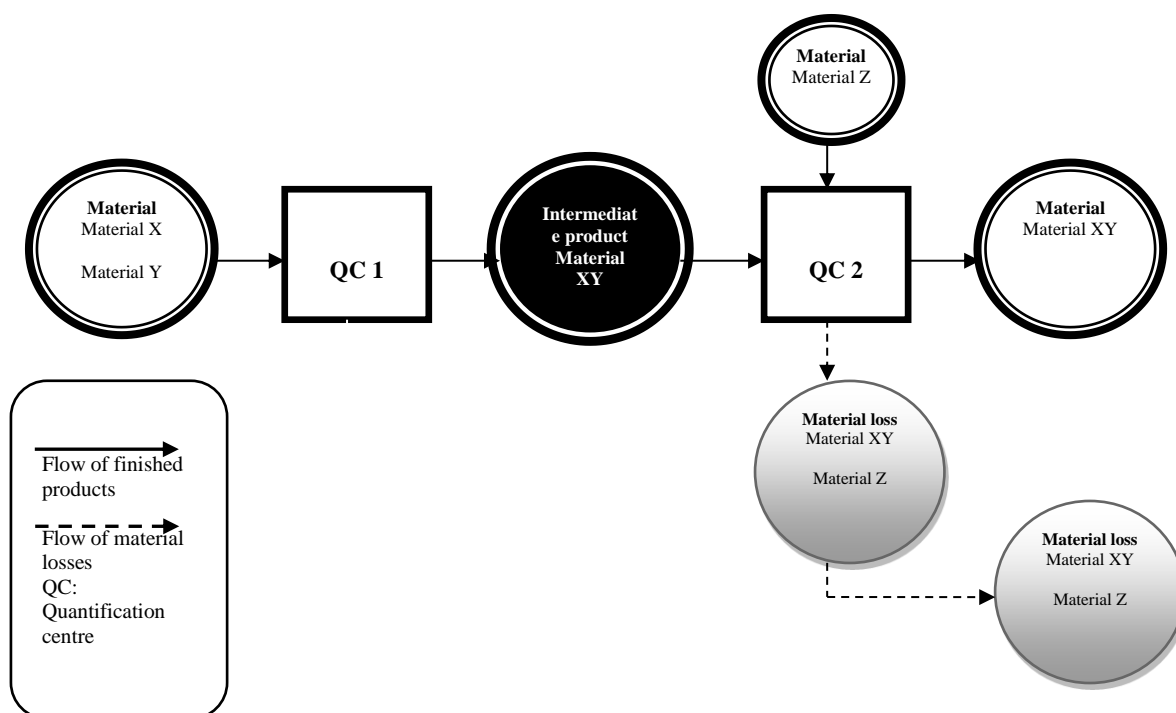 Material
Material Z
Material
Material X
Material Y
QC 1
Intermediat
e product
Material
XY
QC 2
Material
Material XY
Material loss
Material XY
Material Z
Material loss
Material XY
Material Z
Flow of finished
products
Flow of material
losses
QC:
Quantification
centre